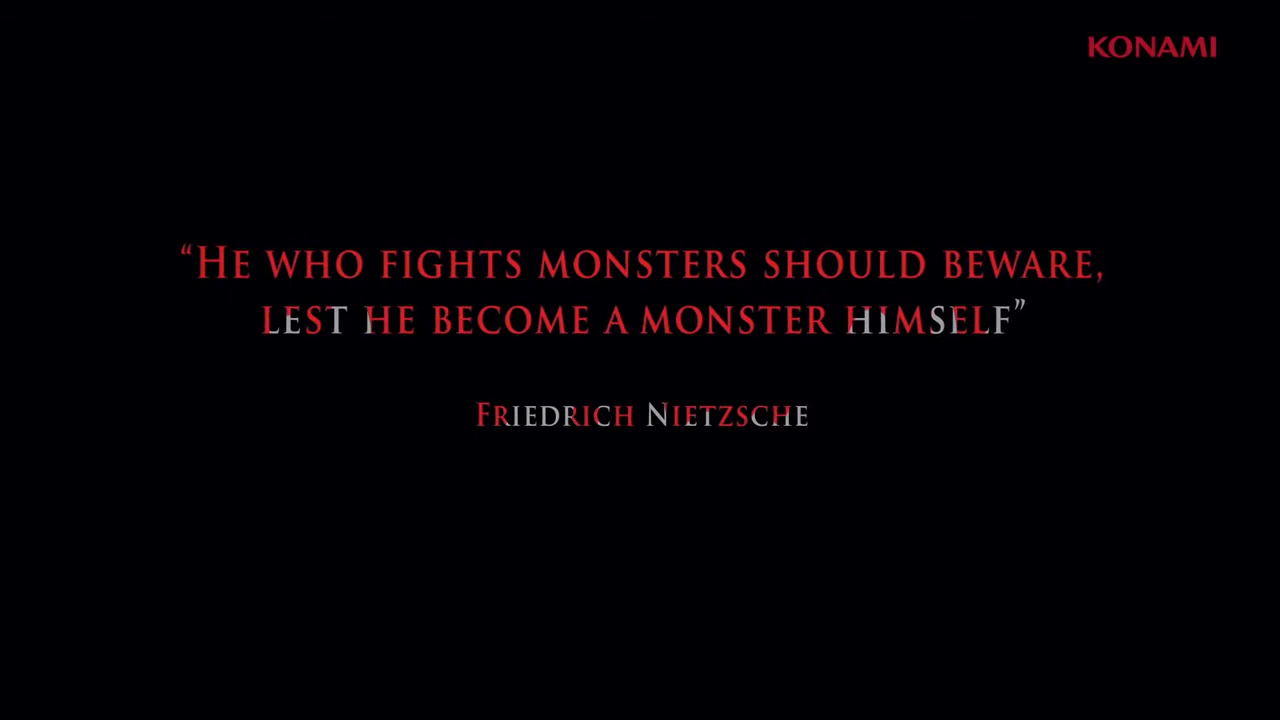 KONAMI
“HE WHO FIGHTS MONSTERS SHOULD BEWARE,
LEST HE BECOME A MONSTER HIMSELF”
FRIEDRICH NIETZSCHE